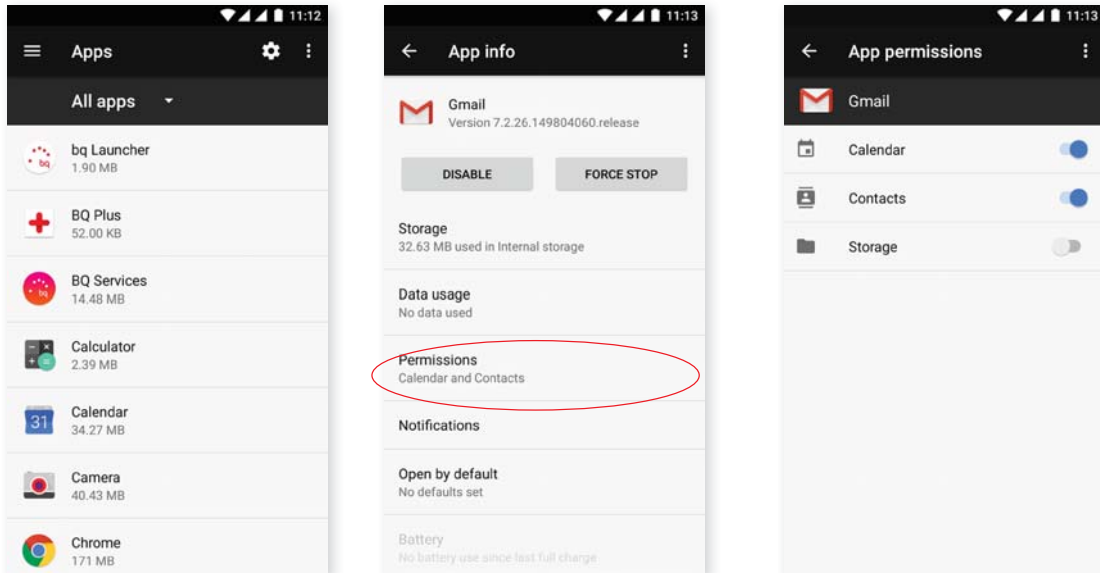 11:12
Apps
All apps
bq Launcher
1.90 MB
BQ Plus
52.00 KB
BQ Services
14.48 MB
Calculator
2.39 MB
31
Calendar
34.27 MB
Camera
40.43 MB
Chrome
171 MB
11:13
App info
Gmail
Version 7.2.26.149804060.release
DISABLE FORCE STOP
Storage
32.63 MB used in Internal storage
Data usage
No data used
Permissions
Calendar and Contacts
Notifications
Open by default
No defaults set
Battery
No battery use since last full charge
11:13
App permissions
Gmail
Calendar
Contacts
Storage